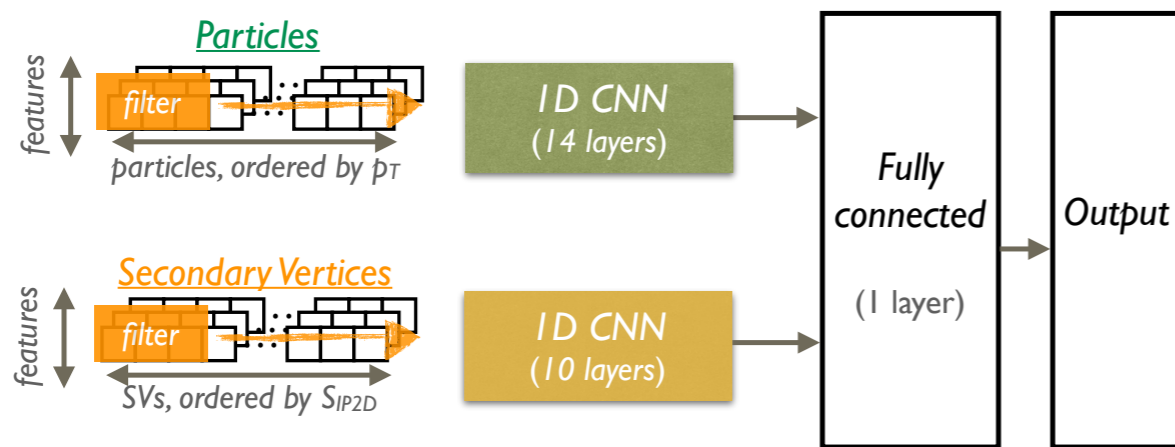 Particles
features
filter
particles, ordered by pT
1D CNN
(14 layers)
Secondary Vertices
features
filter
SVs, ordered by SIP2D
1D CNN
(10 layers)
Fully
connected
(1 layer)
Output